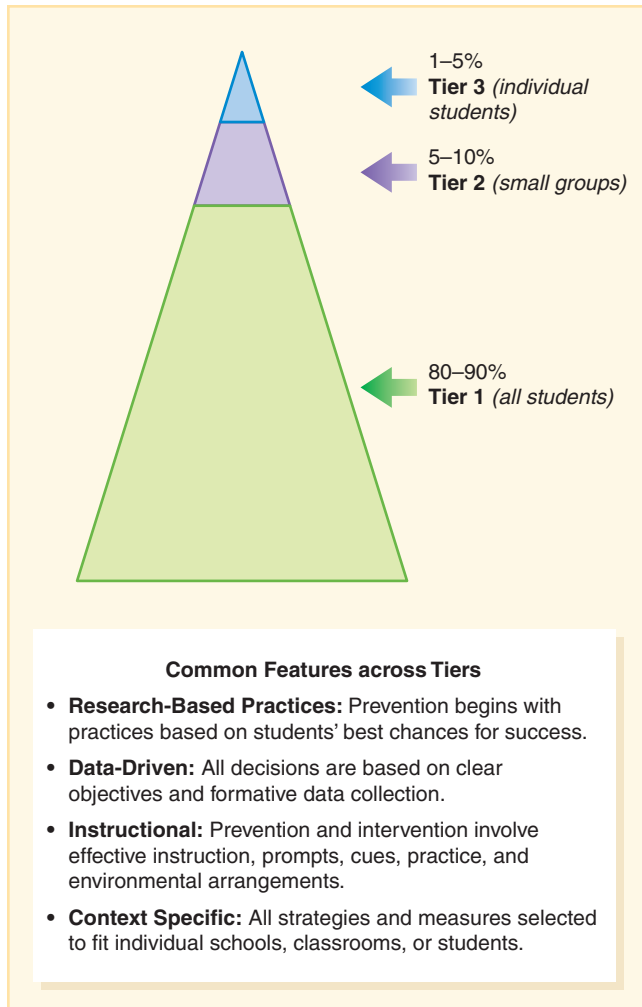 1–5%
Tier 3 (individual
students)
5–10%
Tier 2 (small groups)
80–90%
Tier 1 (all students)
Common Features across Tiers
• Research-Based Practices: Prevention begins with
practices based on students’ best chances for success.
• Data-Driven: All decisions are based on clear
objectives and formative data collection.
• Instructional: Prevention and intervention involve
effective instruction, prompts, cues, practice, and
environmental arrangements.
• Context Specific: All strategies and measures selected
to fit individual schools, classrooms, or students.